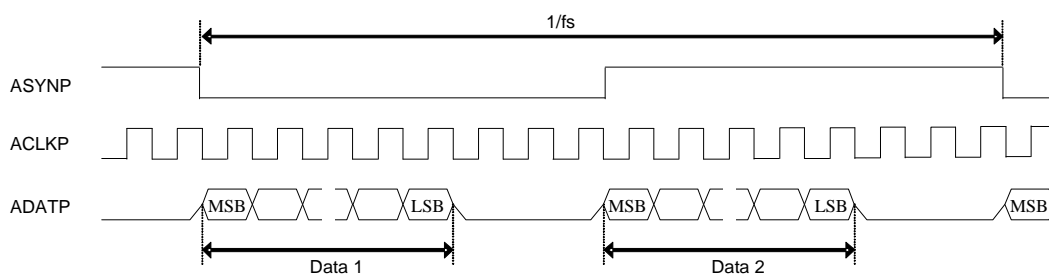 1/fs
ASYNP
ACLKP
ADATP
MSB
LSB
MSB
LSB
MSB
Data 1
Data 2